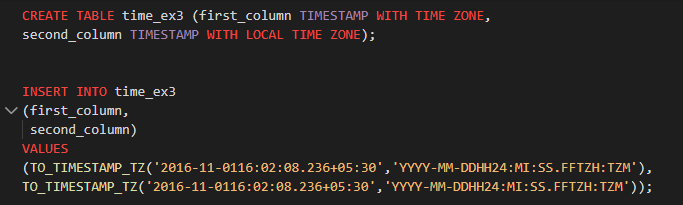 CREATE TABLE time_ex3 (first_column TIMESTAMP WITH TIME ZONE,
second_column TIMESTAMP WITH LOCAL TIME ZONE);
INSERT INTO time_ex3
(first_column,
second_column)
VALUES
(TO_TIMESTAMP_TZ('2016-11-0116:02:08.236+05:30','YYYY-MM-DDHH24:MI:SS.FFTZH:TZM'),
TO_TIMESTAMP_TZ('2016-11-0116:02:08.236+05:30','YYYY-MM-DDHH24:MI:SS.FFTZH:TZM'));